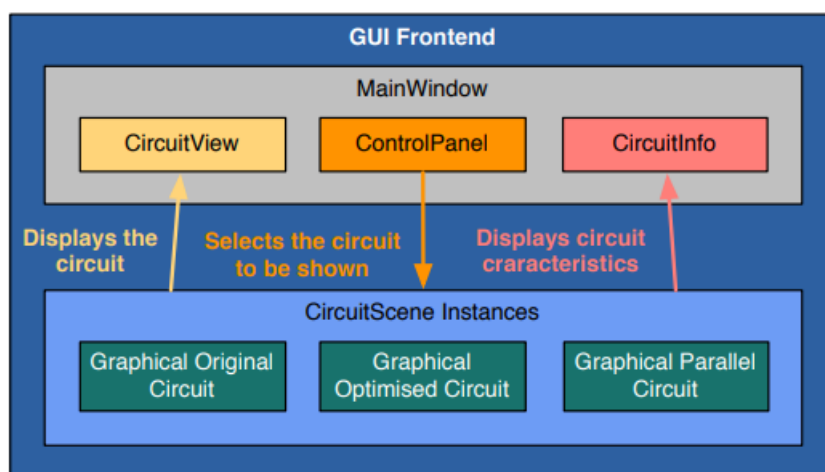 GUI Frontend
MainWindow
CircuitView
ControlPanel
CircuitInfo
Displays the
circuit
Selects the circuit
to be shown
Displays circuit
craracteristics
CircuitScene Instances
Graphical Original
Circuit
Graphical
Optimised Circuit
Graphical Parallel
Circuit